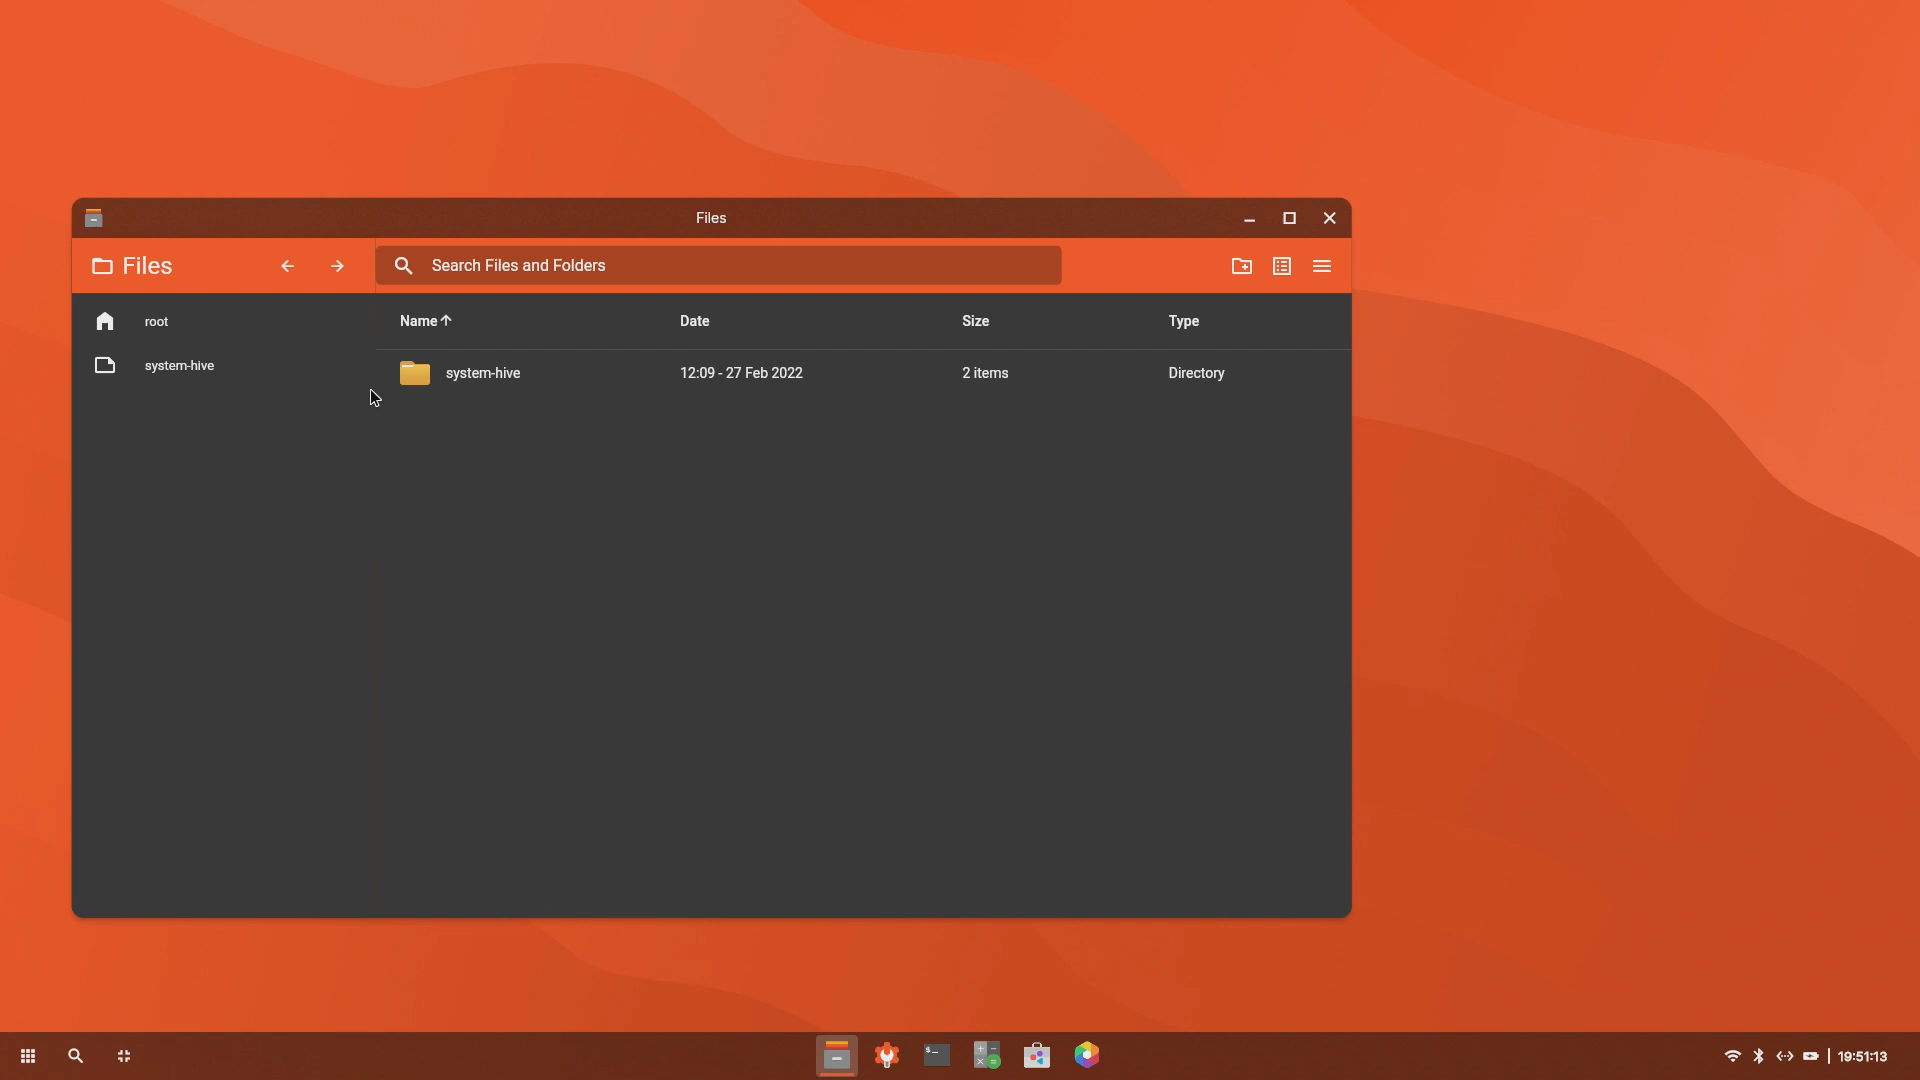 Files
Files
Search Files and Folders
root
system-hive
Name Date Size Type
system-hive 12:09 - 27 Feb 2022 2 items Directory
$_
19:51:13